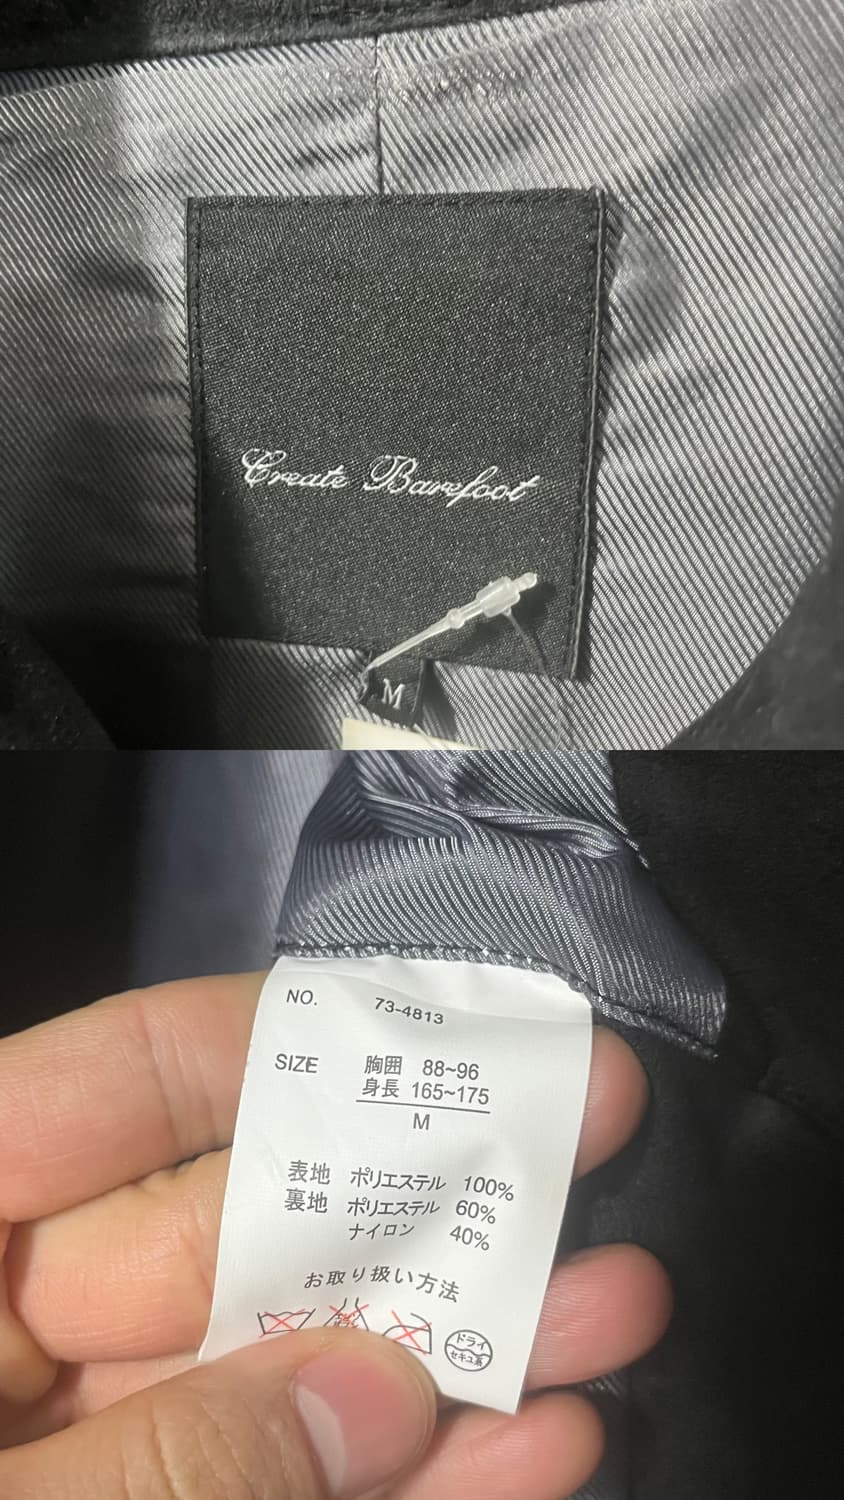 Create Barefoot
M
NO. 73-4813
SIZE 胸囲 88~96
身長 165~175
M
表地 ポリエステル 100%
裏地 ポリエステル 60%
ナイロン 40%
お取り扱い方法
ドライ
セキユ系